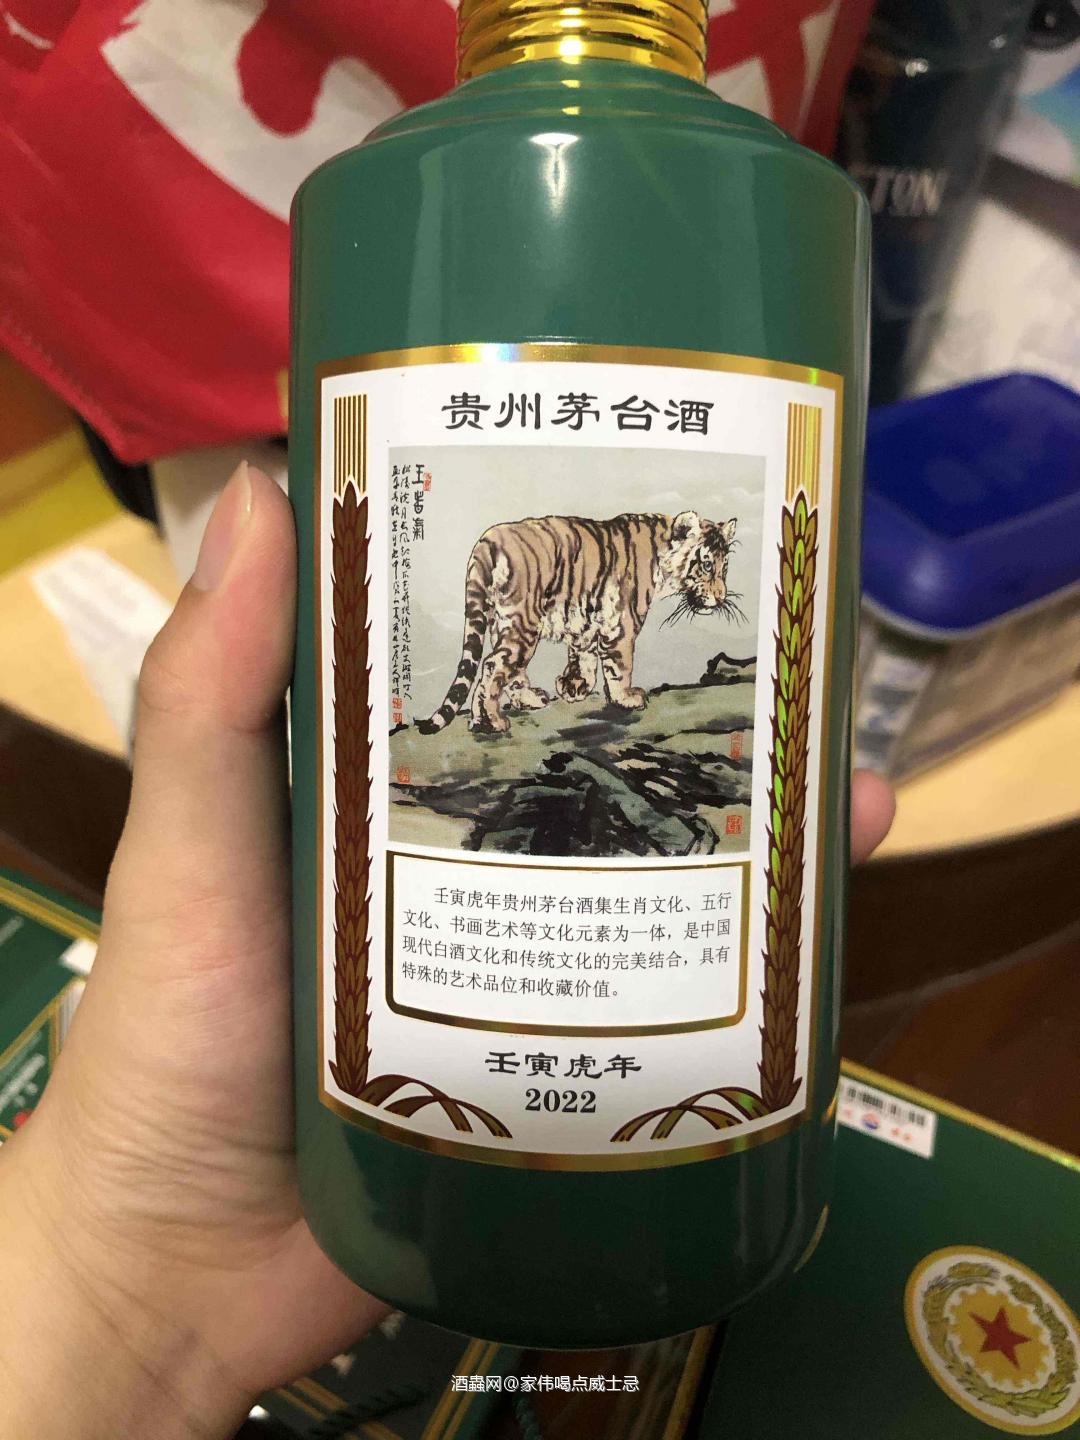 TON
贵州茅台酒
王者气
壬寅虎年贵州茅台酒集生肖文化、五行
文化、书画艺术等文化元素为一体，是中国
现代白酒文化和传统文化的完美结合，具有
特殊的艺术品位和收藏价值。
壬寅虎年
2022
酒蟲网@家伟喝点威士忌